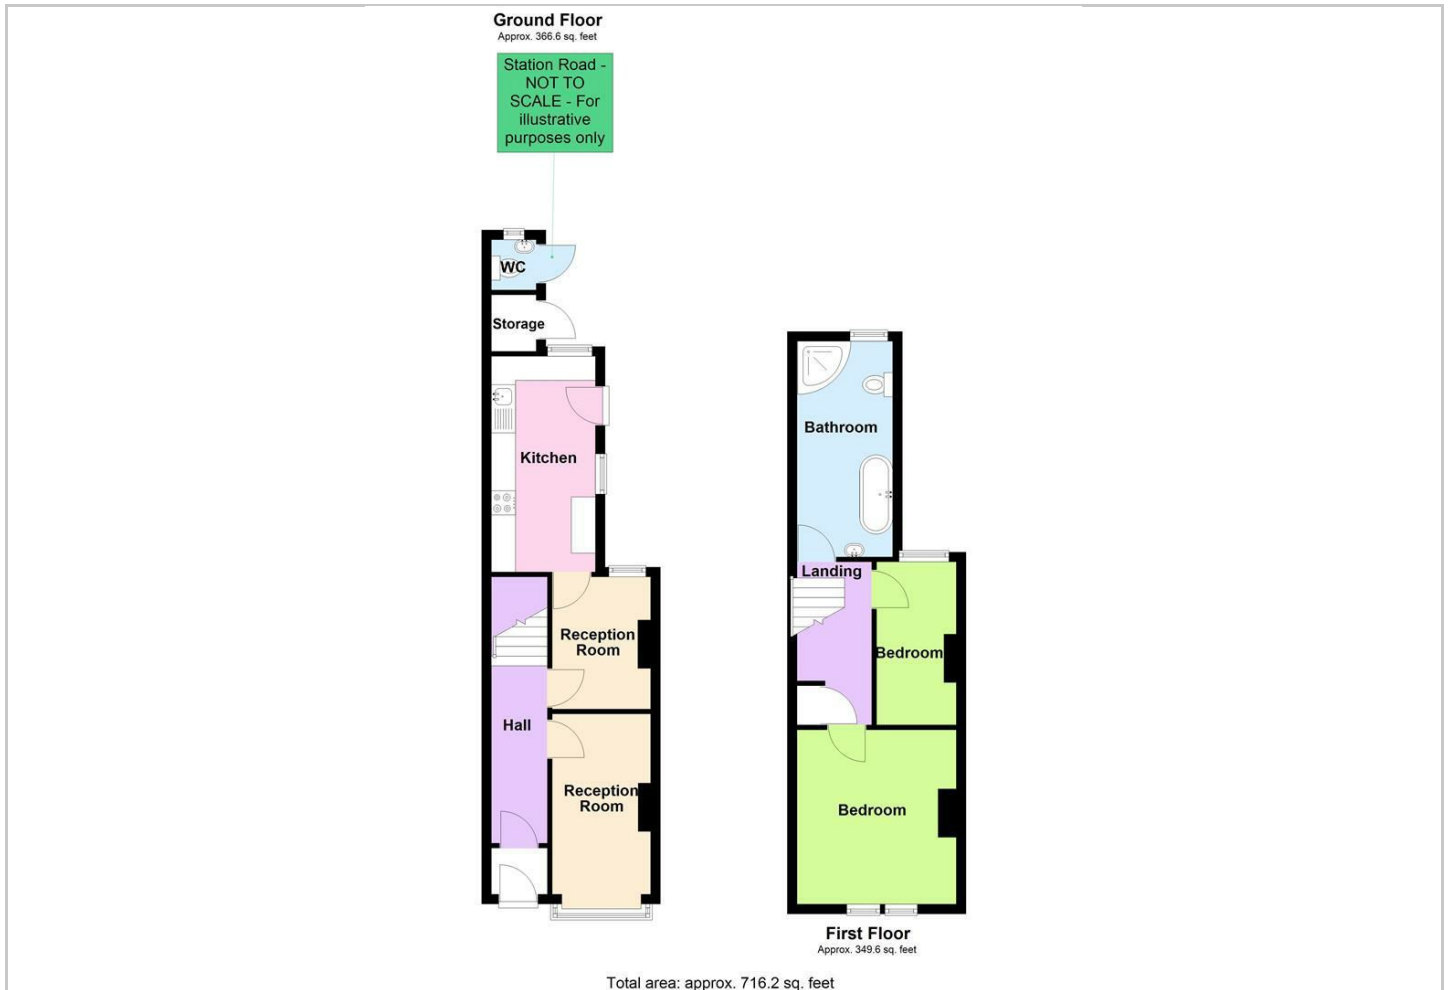 Ground Floor
Approx. 366.6 sq. feet
Station Road -
NOT TO
SCALE - For
illustrative
purposes only
WC
Storage
Kitchen
Reception
Room
Hall
Reception
Room
Bathroom
Landing
Bedroom
Bedroom
First Floor
Approx. 349.6 sq. feet
Total area: approx. 716.2 sq. feet